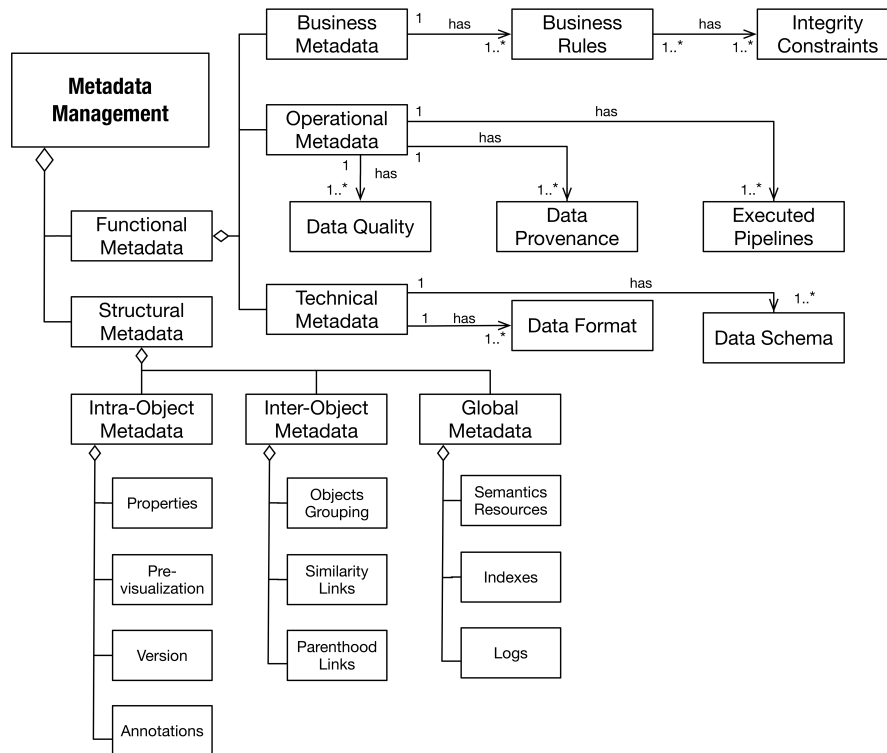 Metadata
Management
Business
Metadata
1
has
1..*
Business
Rules
1..*
has
1..*
Integrity
Constraints
Operational
Metadata
1
has
1..*
1
has
1..*
1
has
1..*
Data Quality
Data
Provenance
Executed
Pipelines
Functional
Metadata
Technical
Metadata
1
has
1..*
1
has
1..*
Data Format
Data Schema
Structural
Metadata
Intra-Object
Metadata
Inter-Object
Metadata
Global
Metadata
Properties
Objects
Grouping
Semantics
Resources
Pre-
visualization
Similarity
Links
Indexes
Version
Parenthood
Links
Logs
Annotations